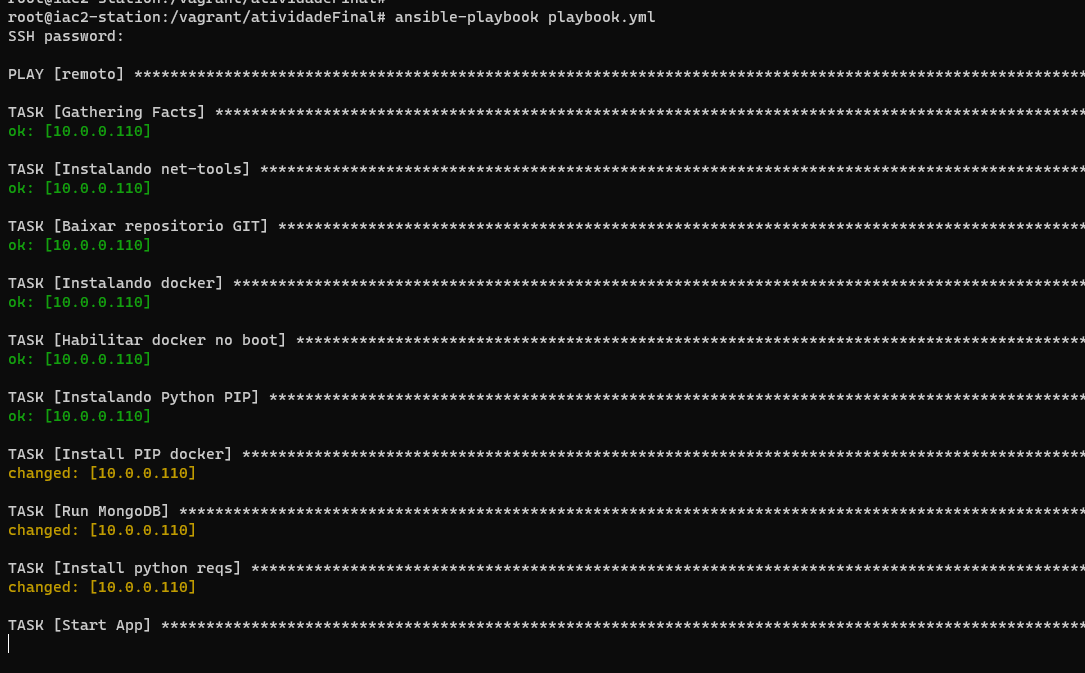 root@iac2-station:/vagrant/atividadeFinal#
root@iac2-station:/vagrant/atividadeFinal# ansible-playbook playbook.yml
SSH password:
PLAY [remoto] ***********************************************************************************************************
TASK [Gathering Facts] **************************************************************************************************
ok: [10.0.0.110]
TASK [Instalando net-tools] *********************************************************************************************
ok: [10.0.0.110]
TASK [Baixar repositorio GIT] *******************************************************************************************
ok: [10.0.0.110]
TASK [Instalando docker] ************************************************************************************************
ok: [10.0.0.110]
TASK [Habilitar docker no boot] *****************************************************************************************
ok: [10.0.0.110]
TASK [Instalando Python PIP] ********************************************************************************************
ok: [10.0.0.110]
TASK [Install PIP docker] ***********************************************************************************************
changed: [10.0.0.110]
TASK [Run MongoDB] ******************************************************************************************************
changed: [10.0.0.110]
TASK [Install python reqs] **********************************************************************************************
changed: [10.0.0.110]
TASK [Start App] ********************************************************************************************************